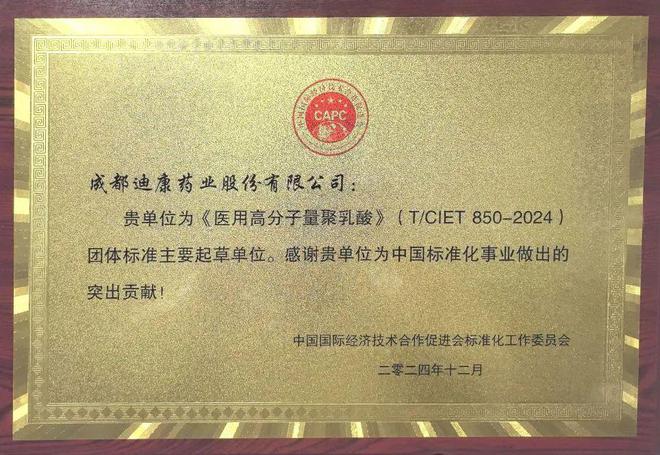 CAPC
成都迪康药业股份有限公司：
贵单位为《医用高分子量聚乳酸》（T/CIET 850-2024）
团体标准主要起草单位。感谢贵单位为中国标准化事业做出的
突出贡献！
中国国际经济技术合作促进会标准化工作委员会
二零二四年十二月